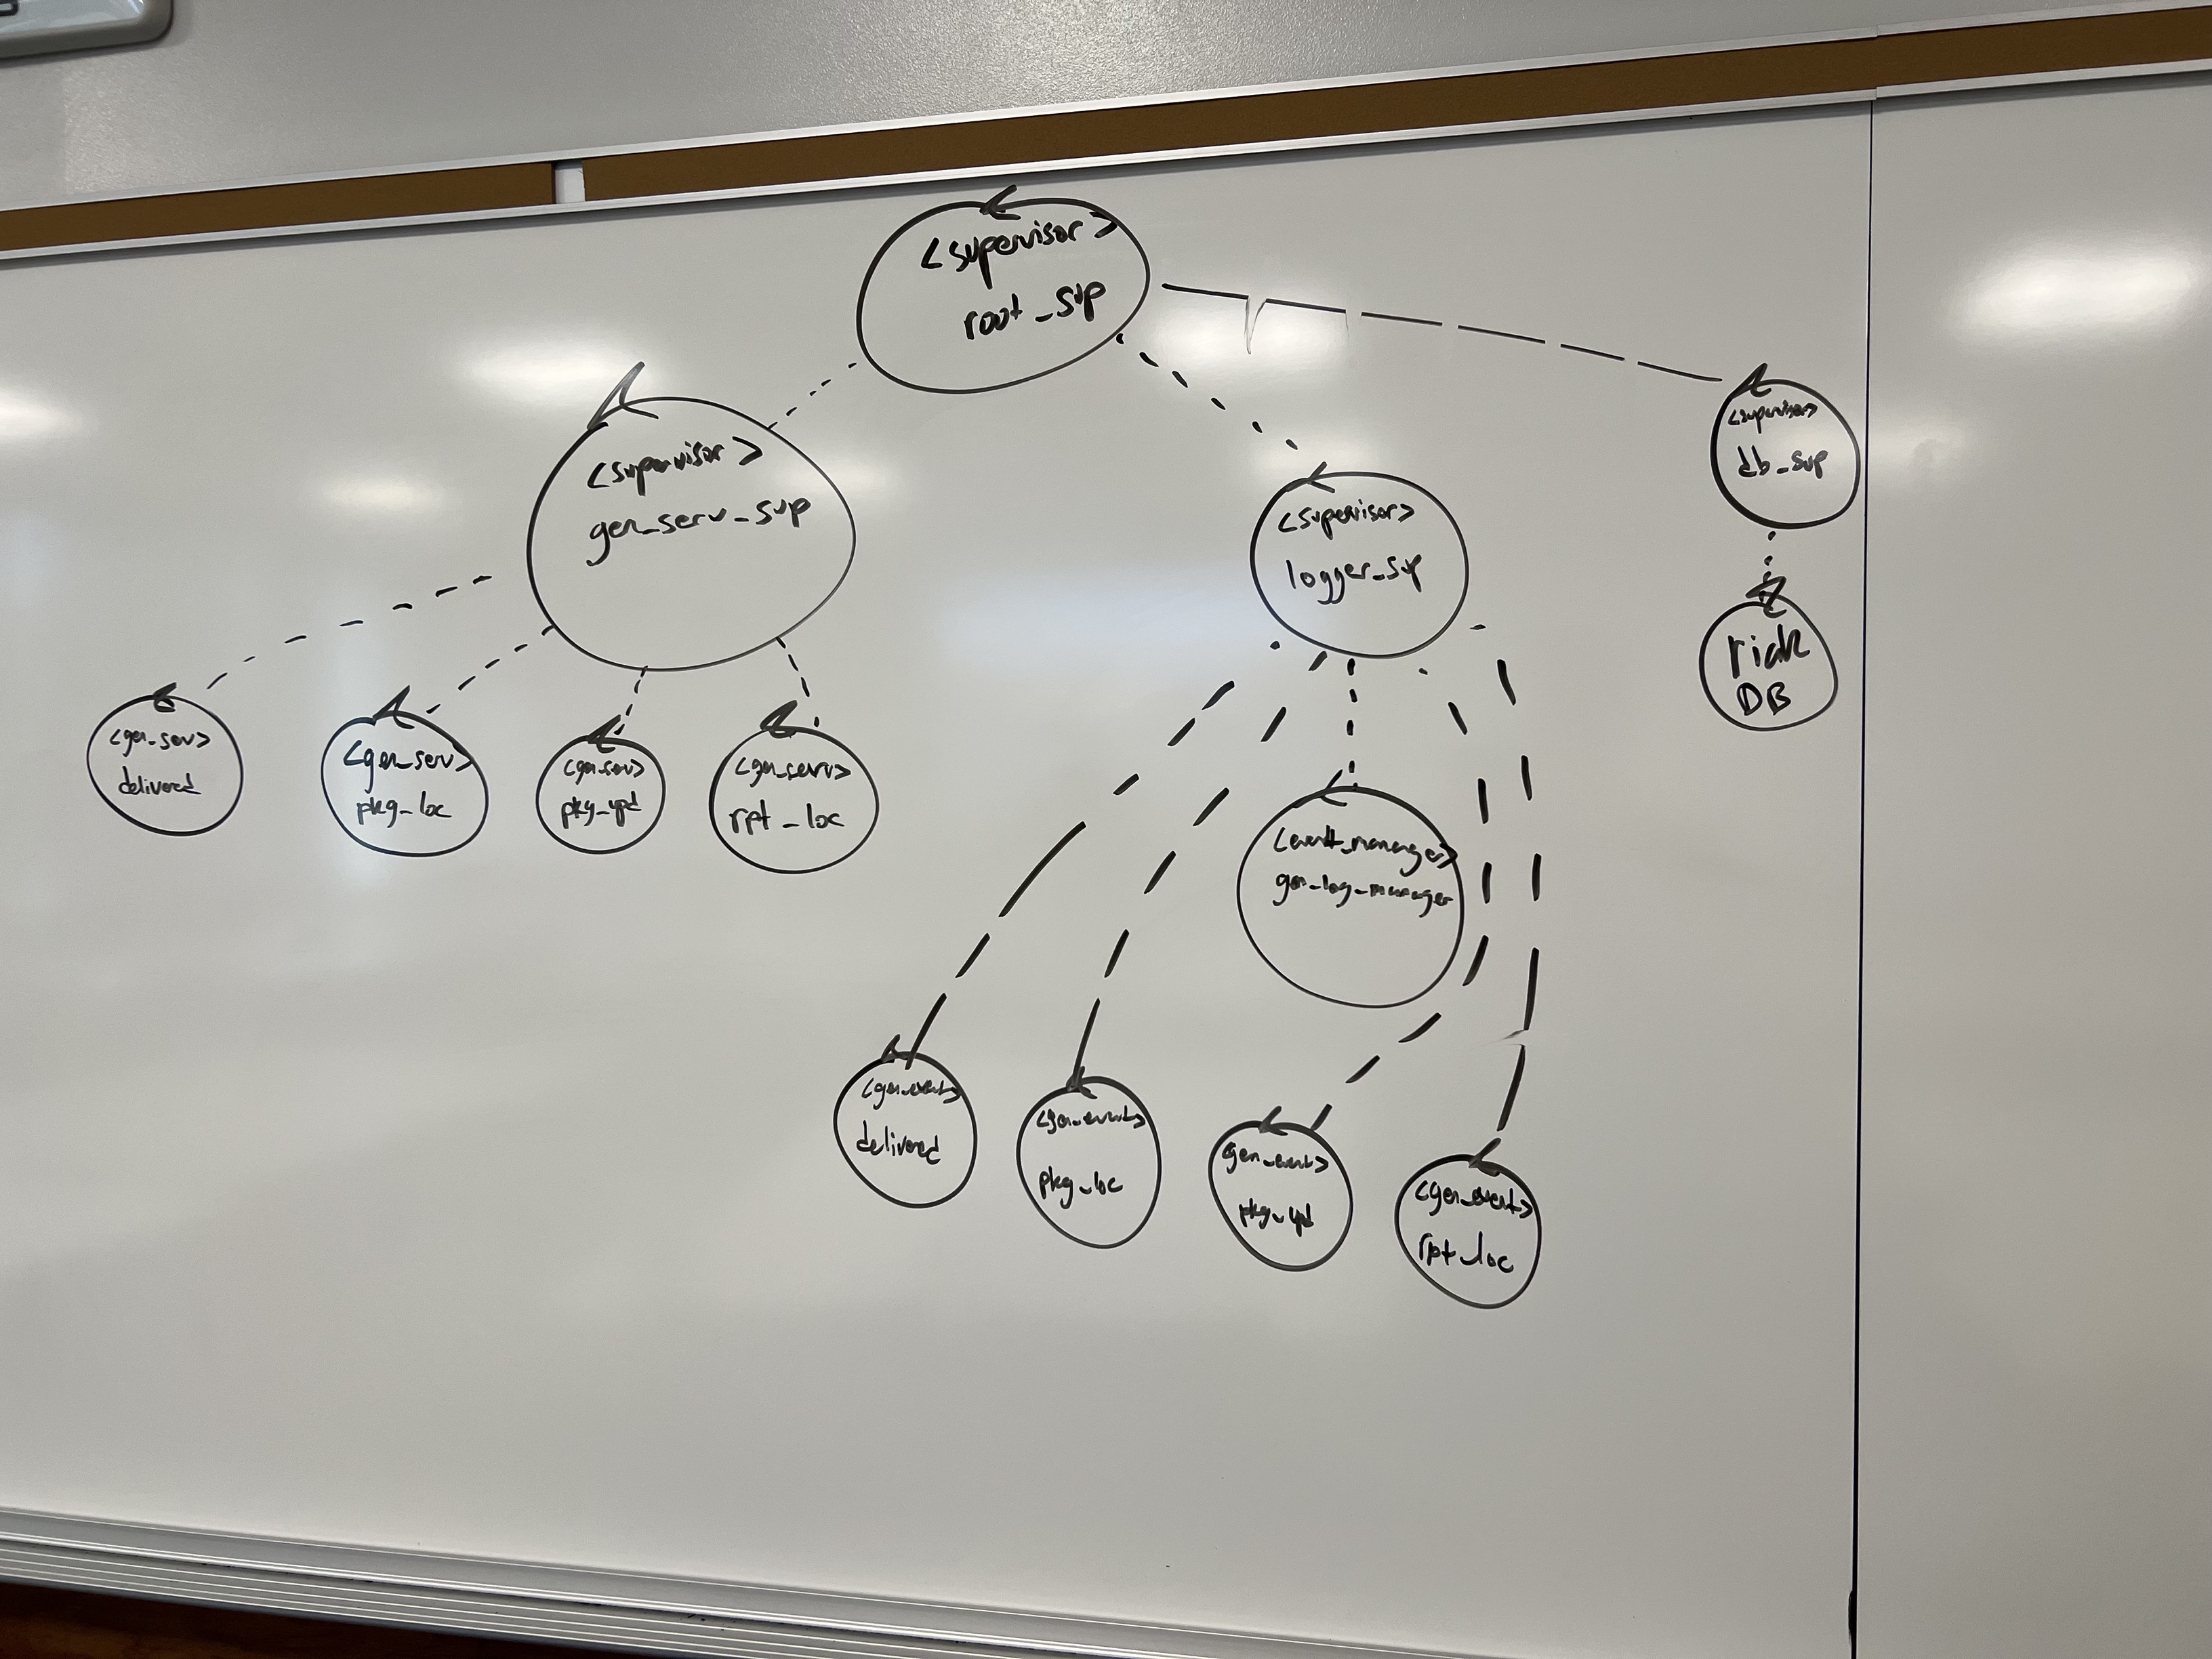 <supervisor>
root_sup
<supervisor>
gen_serv_sup
<supervisor>
logger_sup
<supervisor>
db_sup
riak
DB
<gen_serv>
delivered
<gen_serv>
pkg_loc
<gen_serv>
pkg_upd
<gen_serv>
rpt_loc
<event_manager>
gen_log_manager
<gen_event>
delivered
<gen_event>
pkg_loc
gen_event>
pkg_upd
<gen_event>
rpt_loc